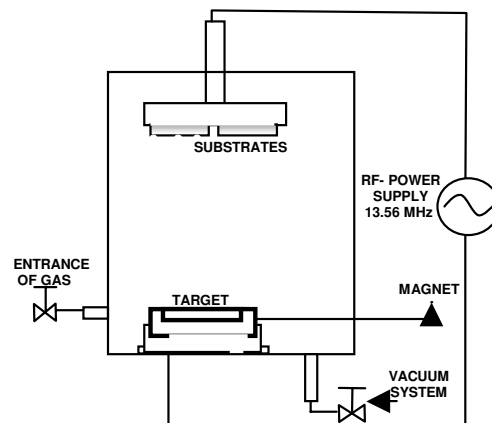 SUBSTRATES
RF- POWER
SUPPLY
13.56 MHz
ENTRANCE
OF GAS
TARGET
MAGNET
VACUUM
SYSTEM